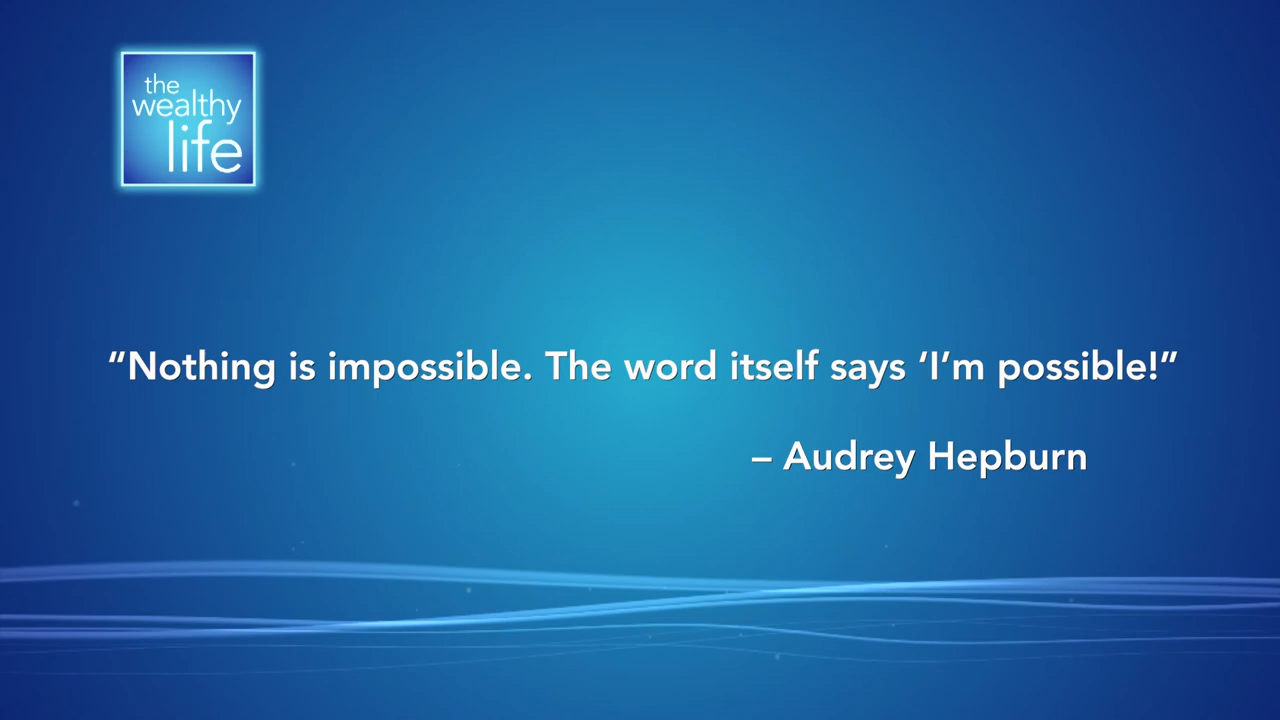 the
wealthy
life
“Nothing is impossible. The word itself says ‘I’m possible!”
– Audrey Hepburn